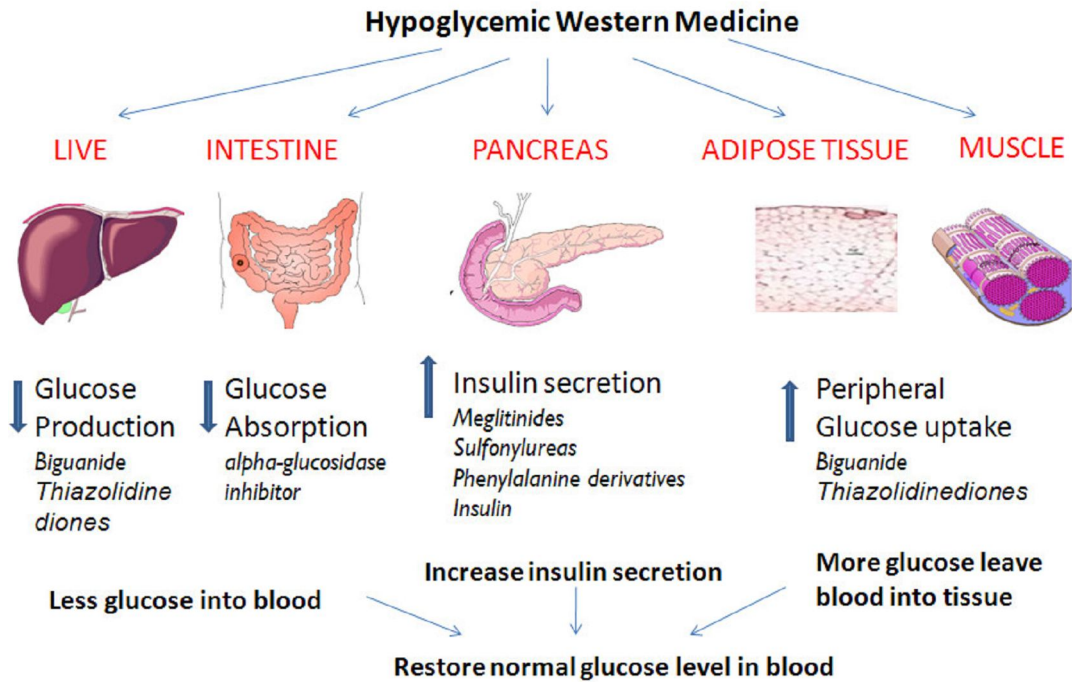 Hypoglycemic Western Medicine
LIVE
INTESTINE
PANCREAS
ADIPOSE TISSUE
MUSCLE
Glucose
Production
Biguanide
Thiazolidine
diones
Glucose
Absorption
alpha-glucosidase
inhibitor
Insulin secretion
Meglitinides
Sulfonylureas
Phenylalanine derivatives
Insulin
Peripheral
Glucose uptake
Biguanide
Thiazolidinediones
Less glucose into blood
Increase insulin secretion
More glucose leave
blood into tissue
Restore normal glucose level in blood